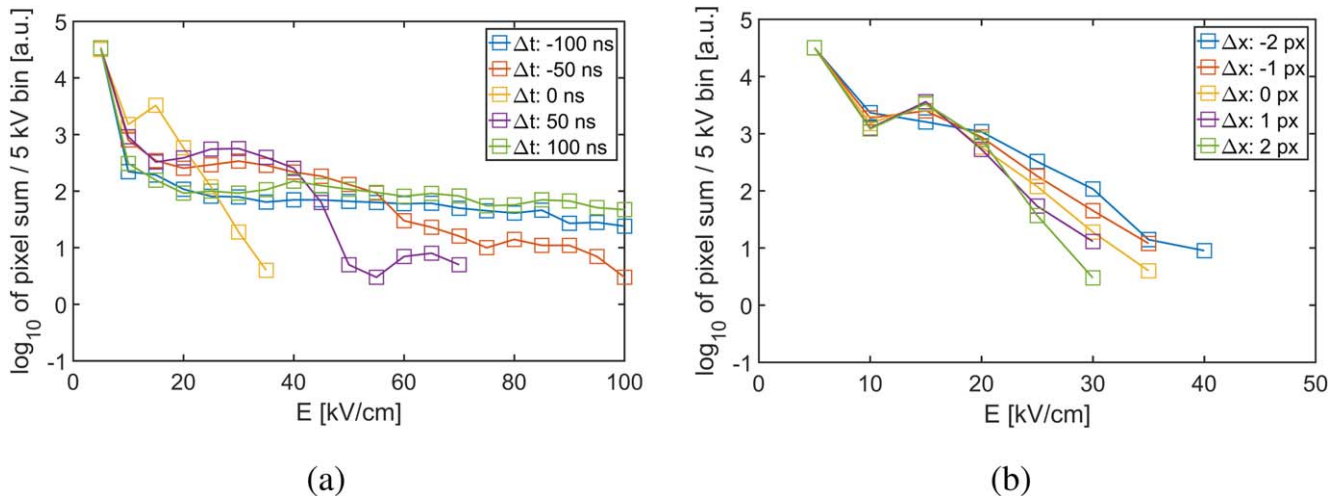 log10 of pixel sum / 5 kV bin [a.u.]
5
4
3
2
1
0
-1
0 20 40 60 80 100
E [kV/cm]
Δt: -100 ns
Δt: -50 ns
Δt: 0 ns
Δt: 50 ns
Δt: 100 ns
(a)
log10 of pixel sum / 5 kV bin [a.u.]
5
4
3
2
1
0
-1
0 10 20 30 40 50
E [kV/cm]
Δx: -2 px
Δx: -1 px
Δx: 0 px
Δx: 1 px
Δx: 2 px
(b)